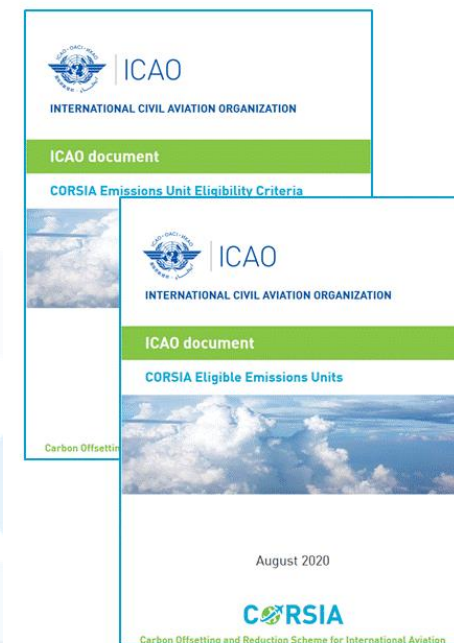 ICAO
INTERNATIONAL CIVIL AVIATION ORGANIZATION
ICAO document
CORSIA Emissions Unit Eligibility Criteria
Carbon Offsettin
ICAO
INTERNATIONAL CIVIL AVIATION ORGANIZATION
ICAO document
CORSIA Eligible Emissions Units
August 2020
CORSIA
Carbon Offsetting and Reduction Scheme for International Aviation